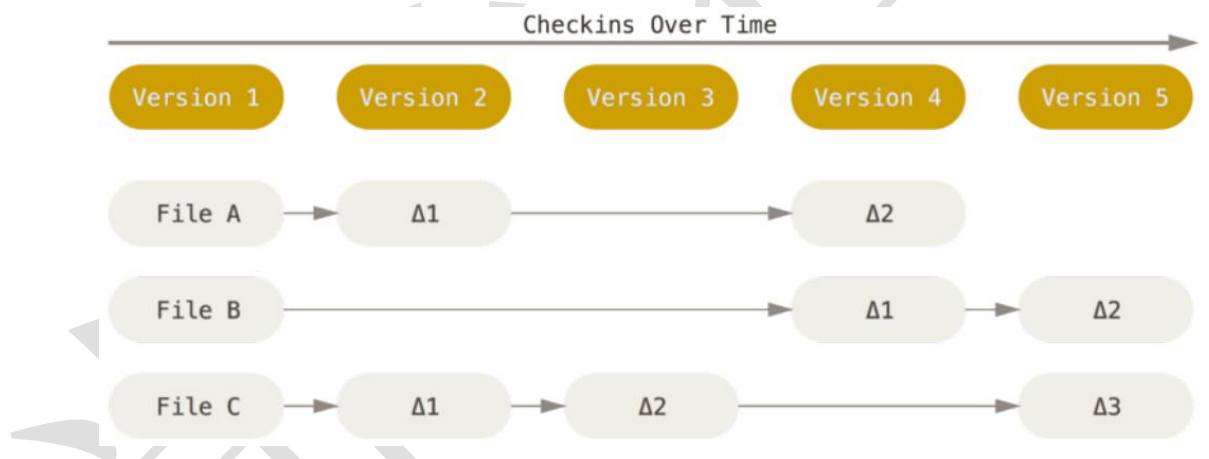 Checkins Over Time
Version 1 Version 2 Version 3 Version 4 Version 5
File A Δ1 Δ2
File B Δ1 Δ2
File C Δ1 Δ2 Δ3